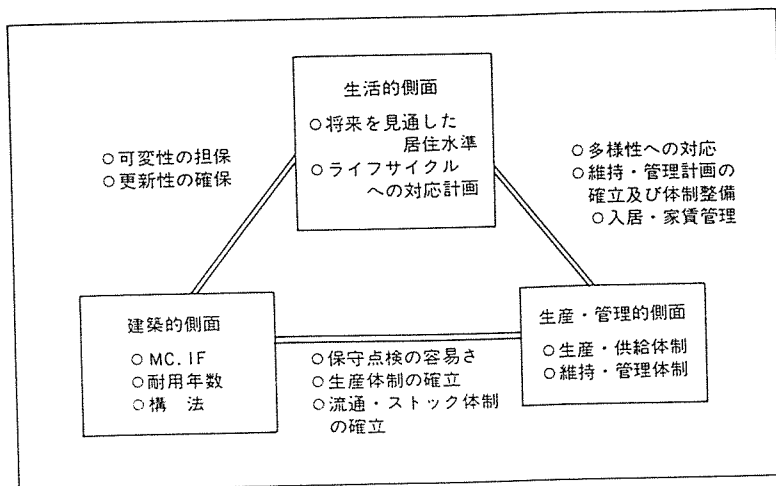 生活的側面
○将来を見通した
居住水準
○ライフサイクル
への対応計画
○可変性の担保
○更新性の確保
○多様性への対応
○維持・管理計画の
確立及び体制整備
○入居・家賃管理
建築的側面
○MC.IF
○耐用年数
○構　法
○保守点検の容易さ
○生産体制の確立
○流通・ストック体制
の確立
生産・管理的側面
○生産・供給体制
○維持・管理体制